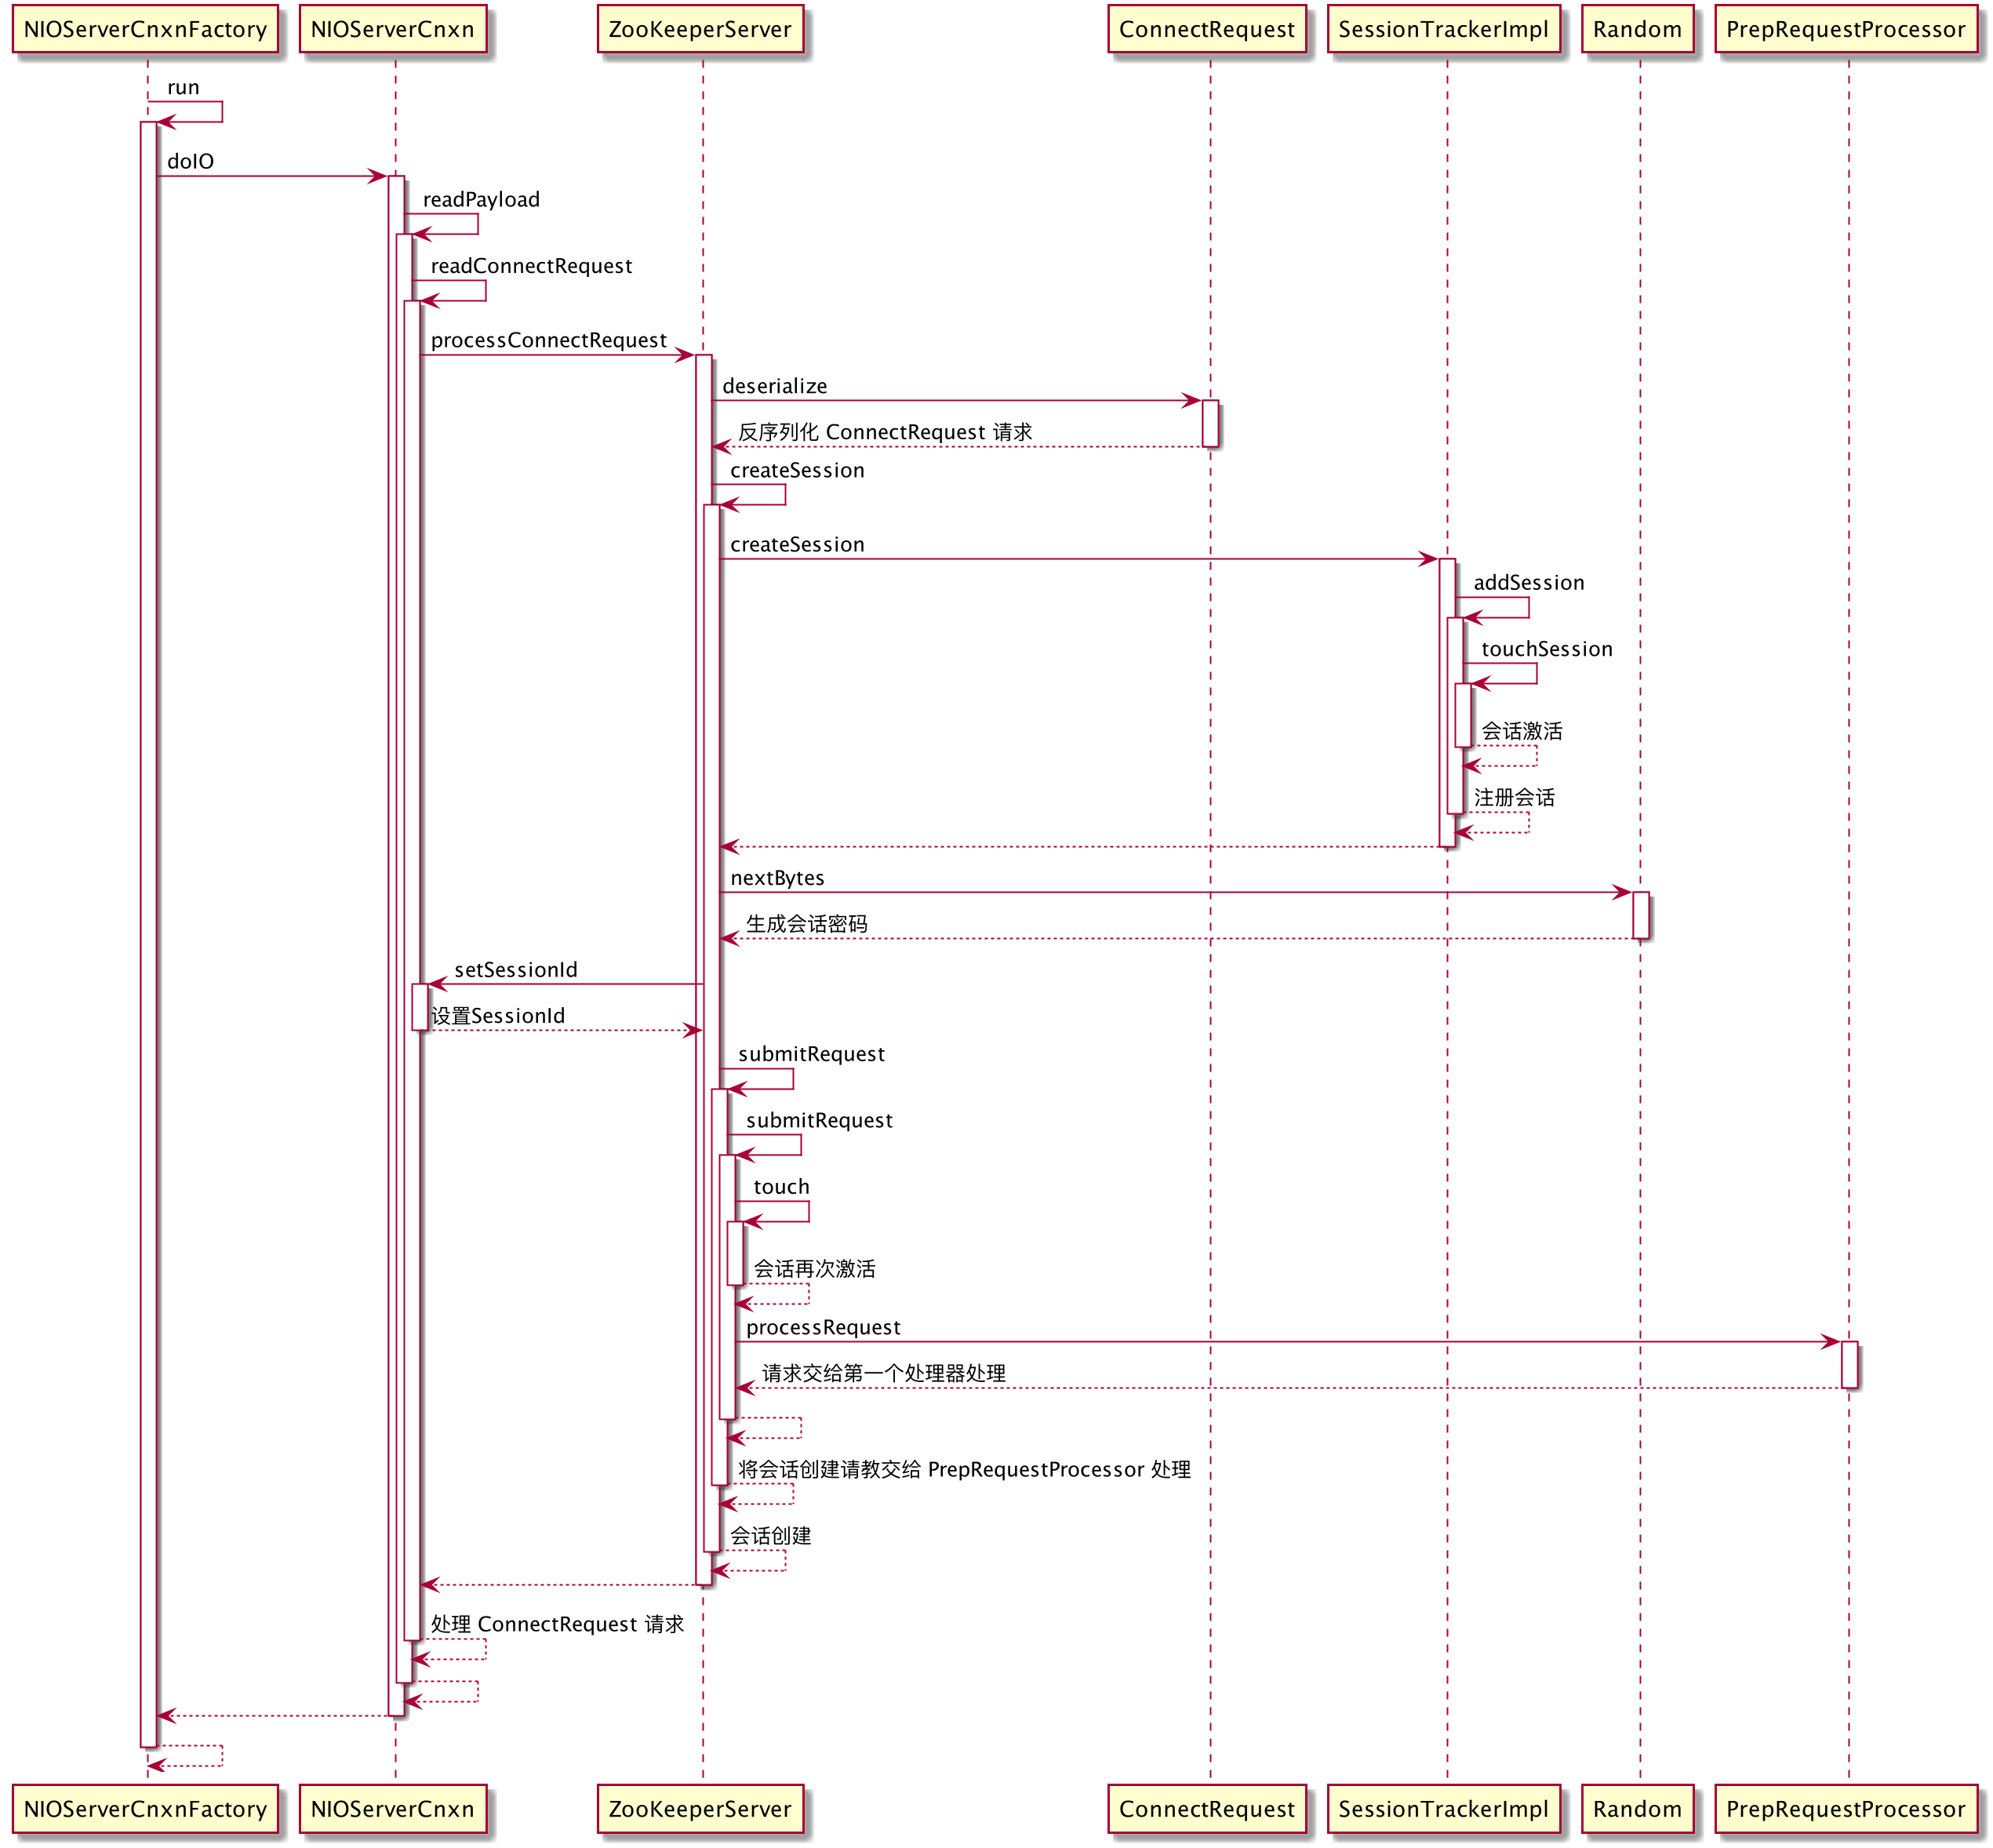 NIOServerCnxnFactory
NIOServerCnxn
ZooKeeperServer
ConnectRequest
SessionTrackerImpl
Random
PrepRequestProcessor
run
doIO
readPayload
readConnectRequest
processConnectRequest
deserialize
反序列化 ConnectRequest 请求
createSession
createSession
addSession
touchSession
会话激活
注册会话
nextBytes
生成会话密码
setSessionId
设置SessionId
submitRequest
submitRequest
touch
会话再次激活
processRequest
请求交给第一个处理器处理
将会话创建请教交给 PrepRequestProcessor 处理
会话创建
处理 ConnectRequest 请求
NIOServerCnxnFactory
NIOServerCnxn
ZooKeeperServer
ConnectRequest
SessionTrackerImpl
Random
PrepRequestProcessor